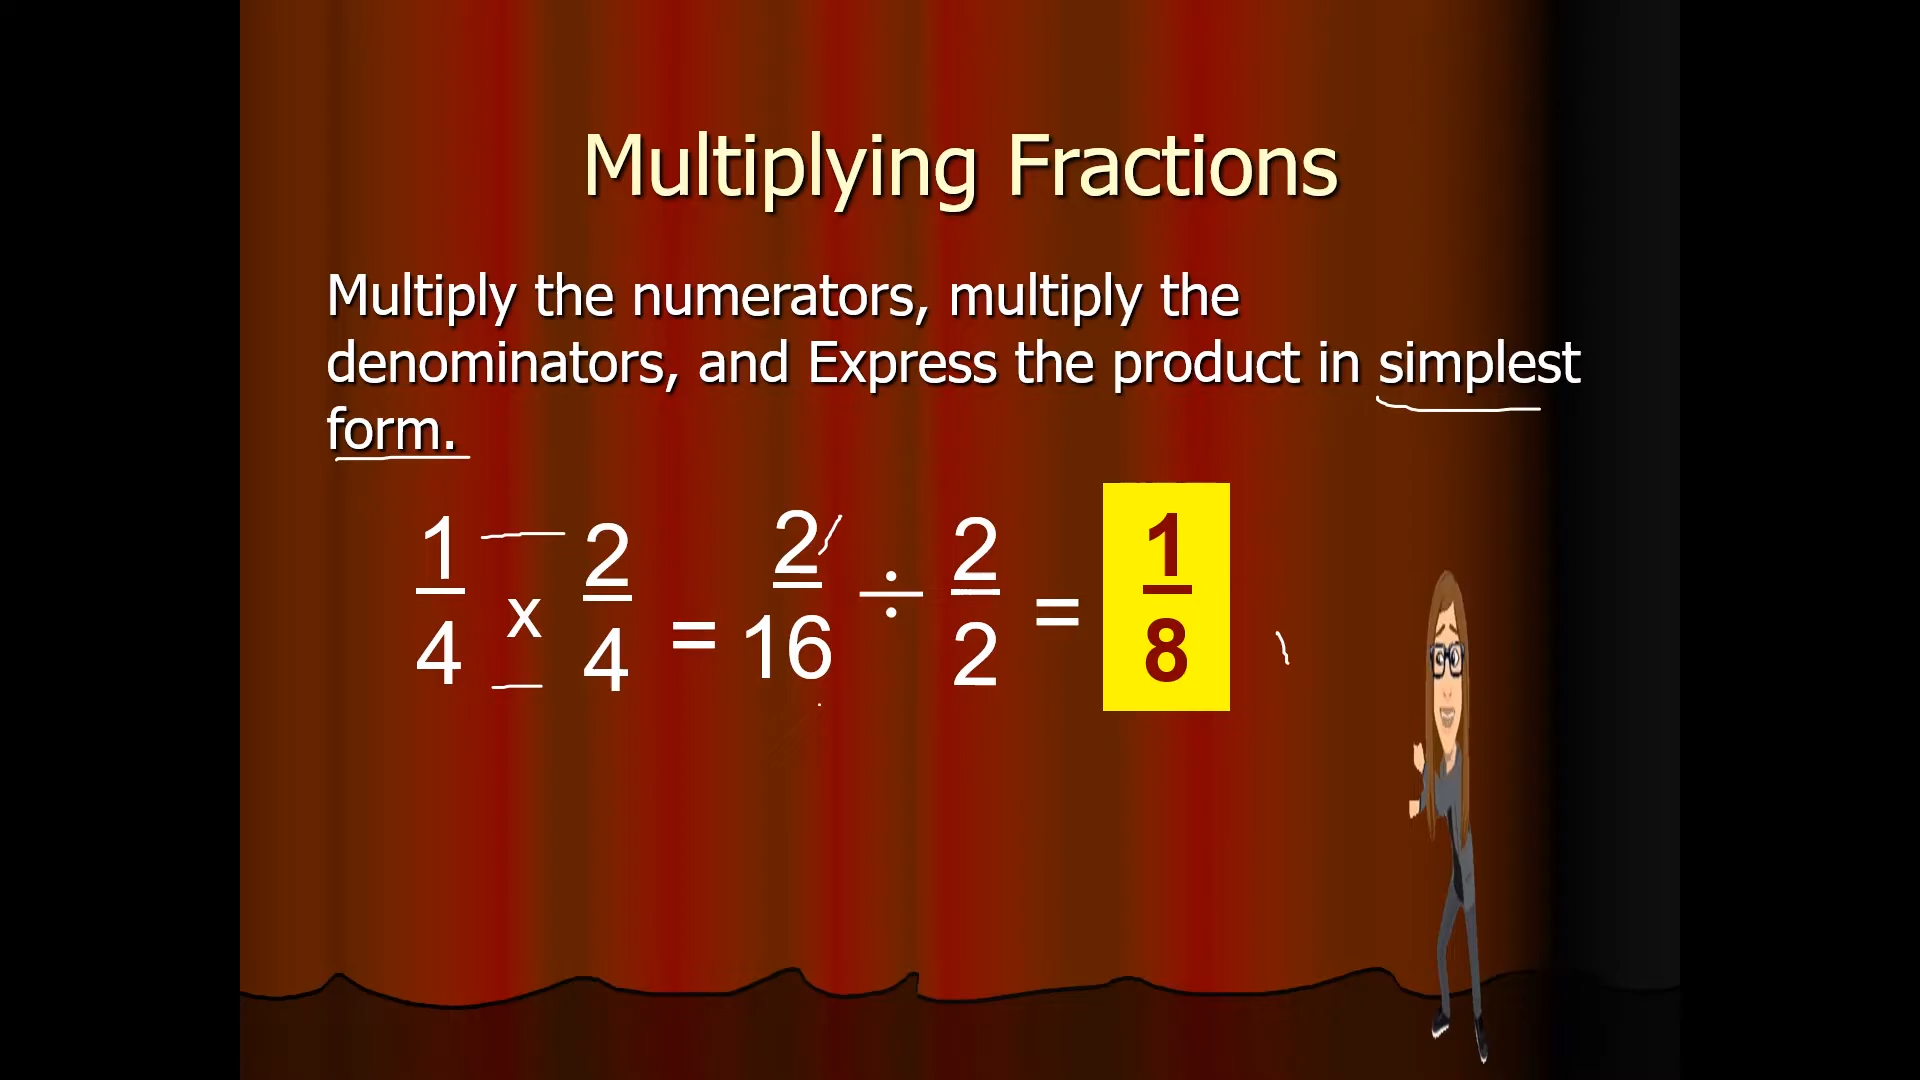 Multiplying Fractions
Multiply the numerators, multiply the
denominators, and Express the product in simplest
form.
1/4 x 2/4 = 2/16 ÷ 2/2 = 1/8